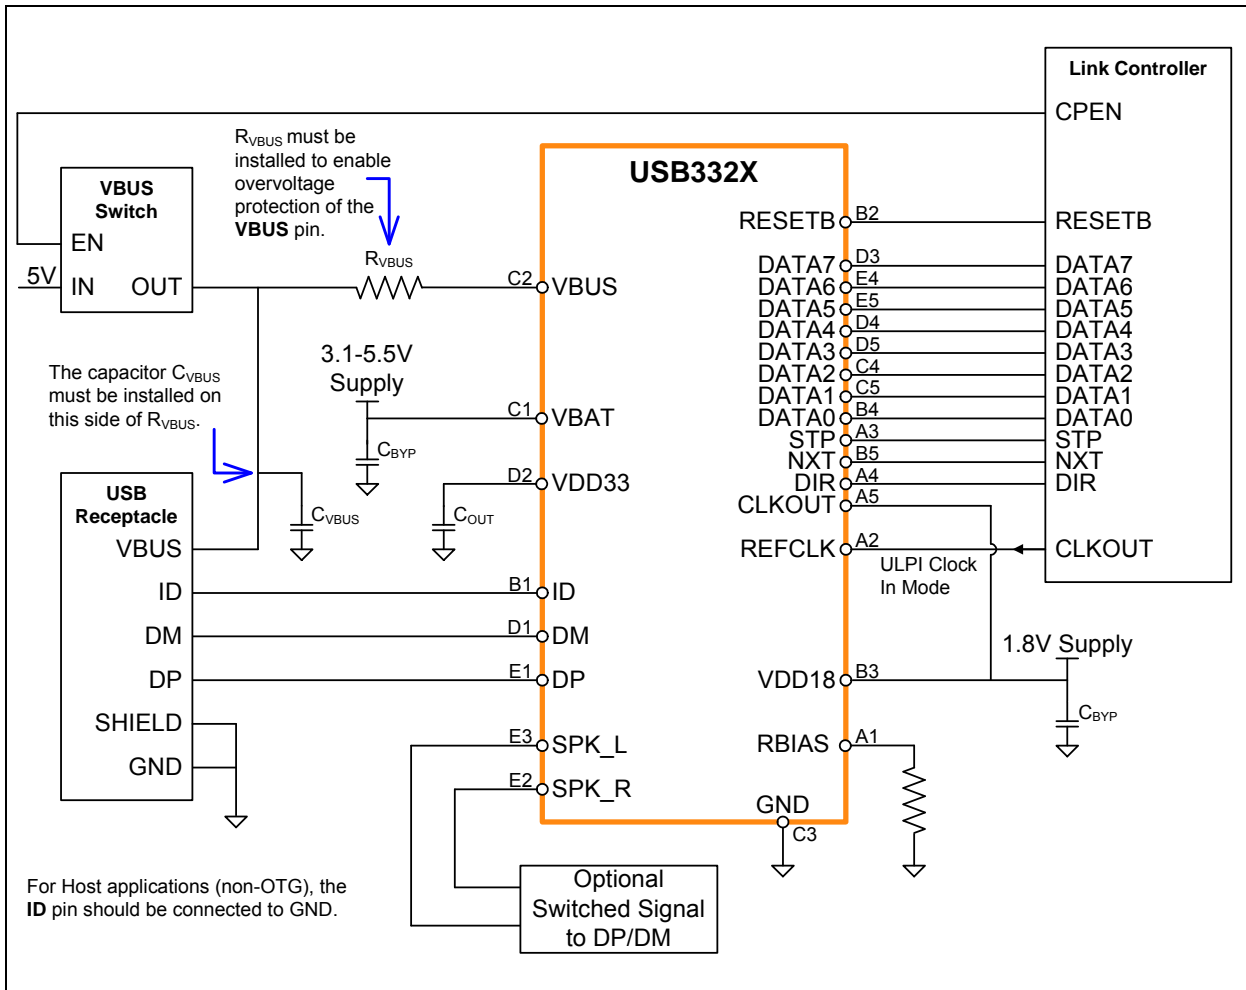 Link Controller
CPEN
RVBUS must be
installed to enable
overvoltage
protection of the
VBUS pin.
VBUS
Switch
EN
5V
IN
OUT
RVBUS
USB332X
C2
VBUS
RESETB
B2
RESETB
DATA7
D3
DATA7
DATA6
E4
DATA6
DATA5
E5
DATA5
DATA4
D4
DATA4
DATA3
D5
DATA3
DATA2
C4
DATA2
DATA1
C5
DATA1
DATA0
B4
DATA0
STP
A3
STP
NXT
B5
NXT
DIR
A4
DIR
CLKOUT
A5
REFCLK
A2
CLKOUT
ULPI Clock
In Mode
3.1-5.5V
Supply
C1
VBAT
CBYP
The capacitor CVBUS
must be installed on
this side of RVBUS.
D2
VDD33
COUT
CVBUS
USB
Receptacle
VBUS
ID
B1
ID
DM
D1
DM
DP
E1
DP
SHIELD
GND
1.8V Supply
VDD18
B3
CBYP
E3
SPK_L
E2
SPK_R
RBIAS
A1
GND
C3
Optional
Switched Signal
to DP/DM
For Host applications (non-OTG), the
ID pin should be connected to GND.